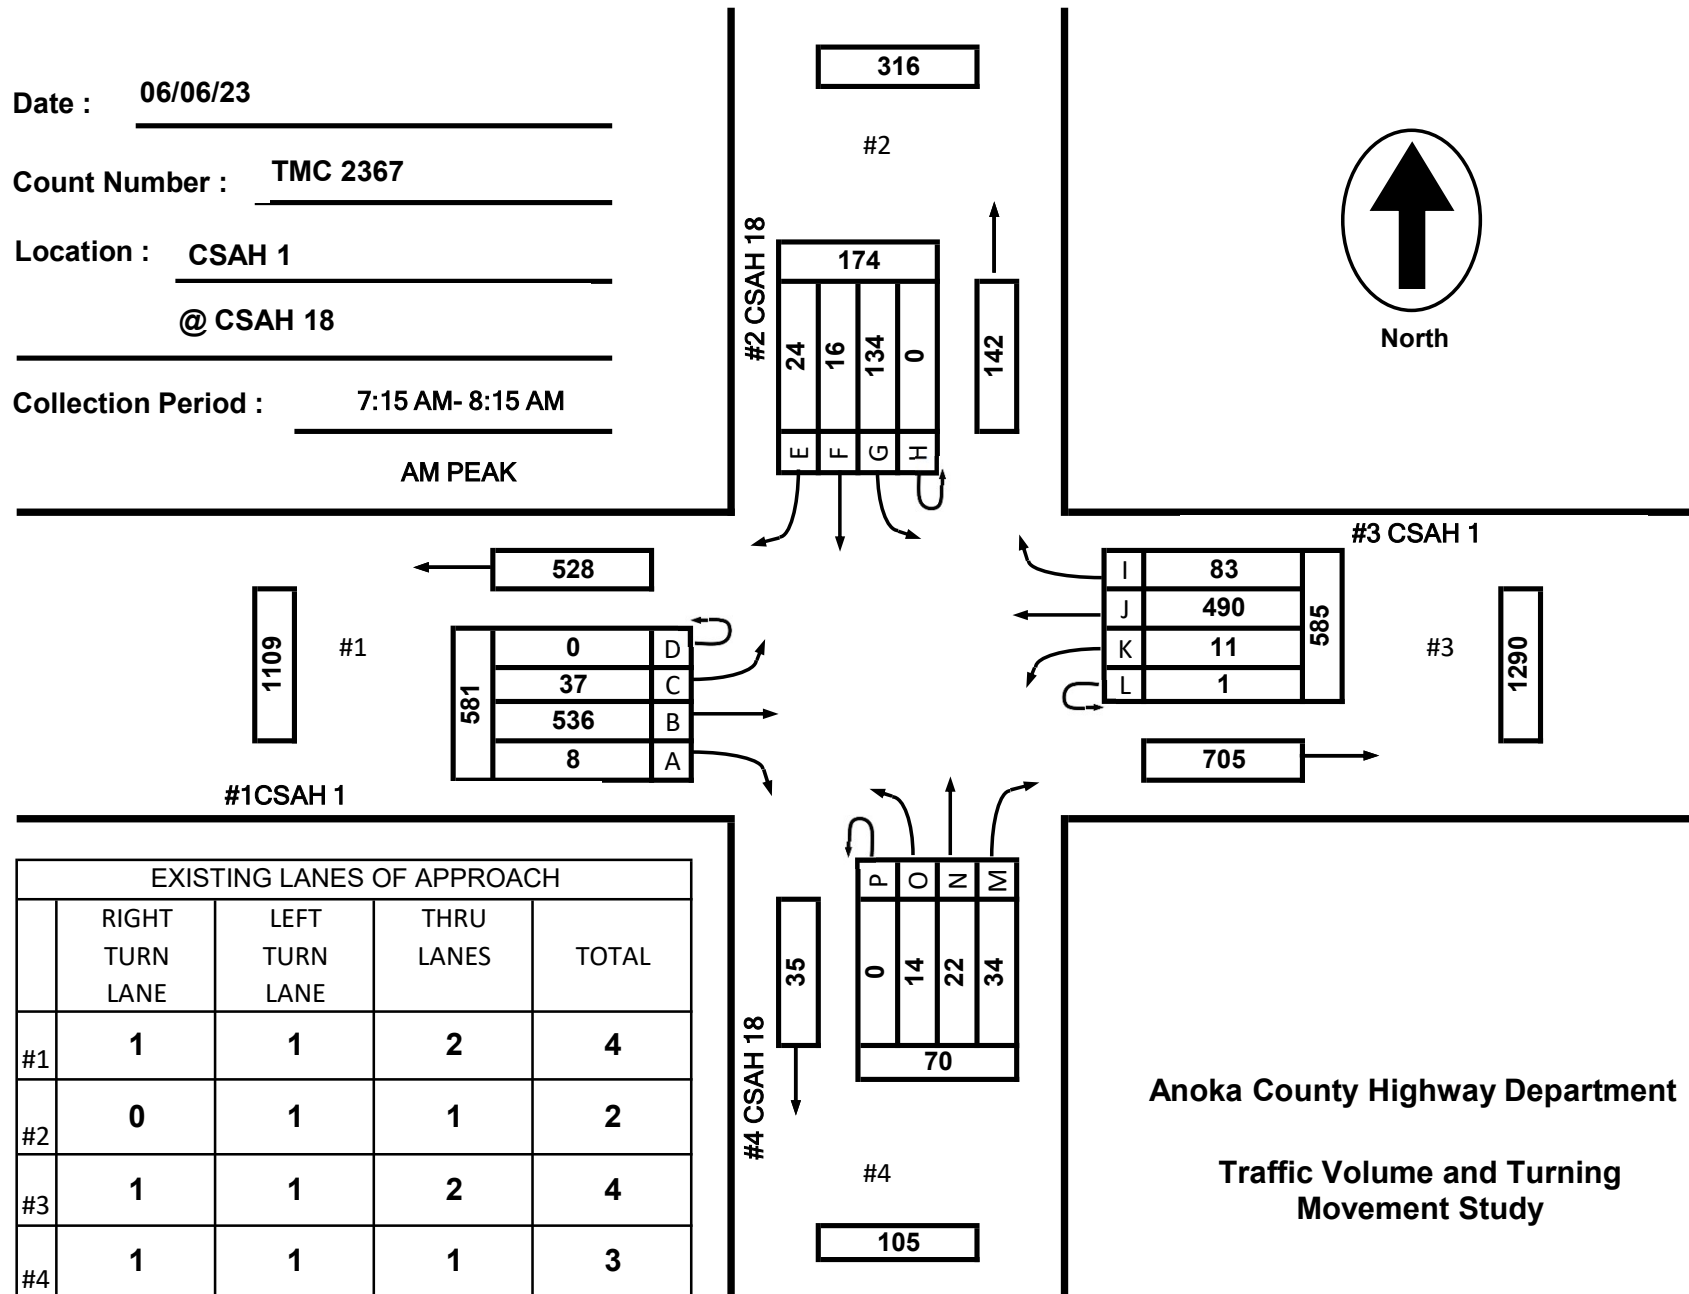 Date : 06/06/23
Count Number : TMC 2367
Location : CSAH 1
@ CSAH 18
Collection Period : 7:15 AM- 8:15 AM
AM PEAK
316
#2
#2 CSAH 18
174
24 16 134 0
E F G H
142
North
#3 CSAH 1
528
1109
#1
581
0 D
37 C
536 B
8 A
#1CSAH 1
I 83
J 490
K 11
L 1
585
#3
1290
705
P O N M
0 14 22 34
70
35
#4 CSAH 18
#4
105
EXISTING LANES OF APPROACH
RIGHT TURN LANE
LEFT TURN LANE
THRU LANES
TOTAL
#1 1 1 2 4
#2 0 1 1 2
#3 1 1 2 4
#4 1 1 1 3
Anoka County Highway Department
Traffic Volume and Turning
Movement Study